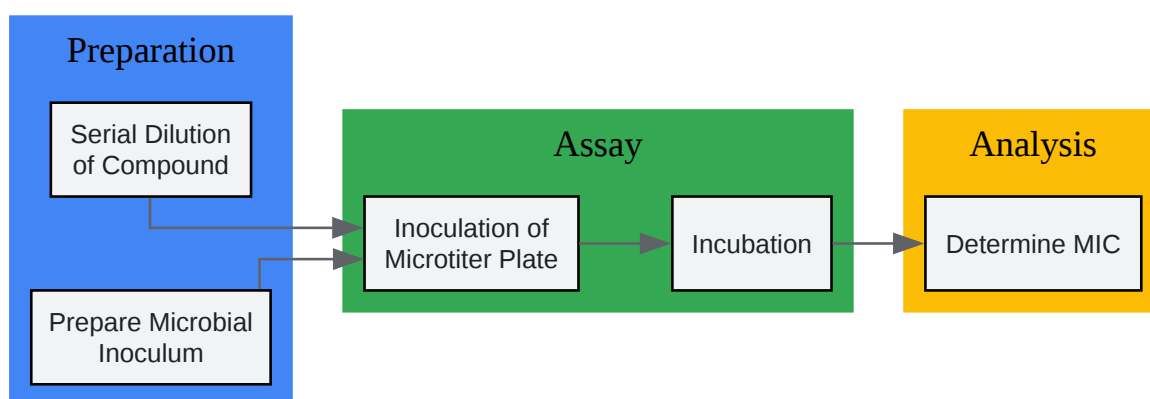 Preparation
Serial Dilution
of Compound
Prepare Microbial
Inoculum
Assay
Inoculation of
Microtiter Plate
Incubation
Analysis
Determine MIC